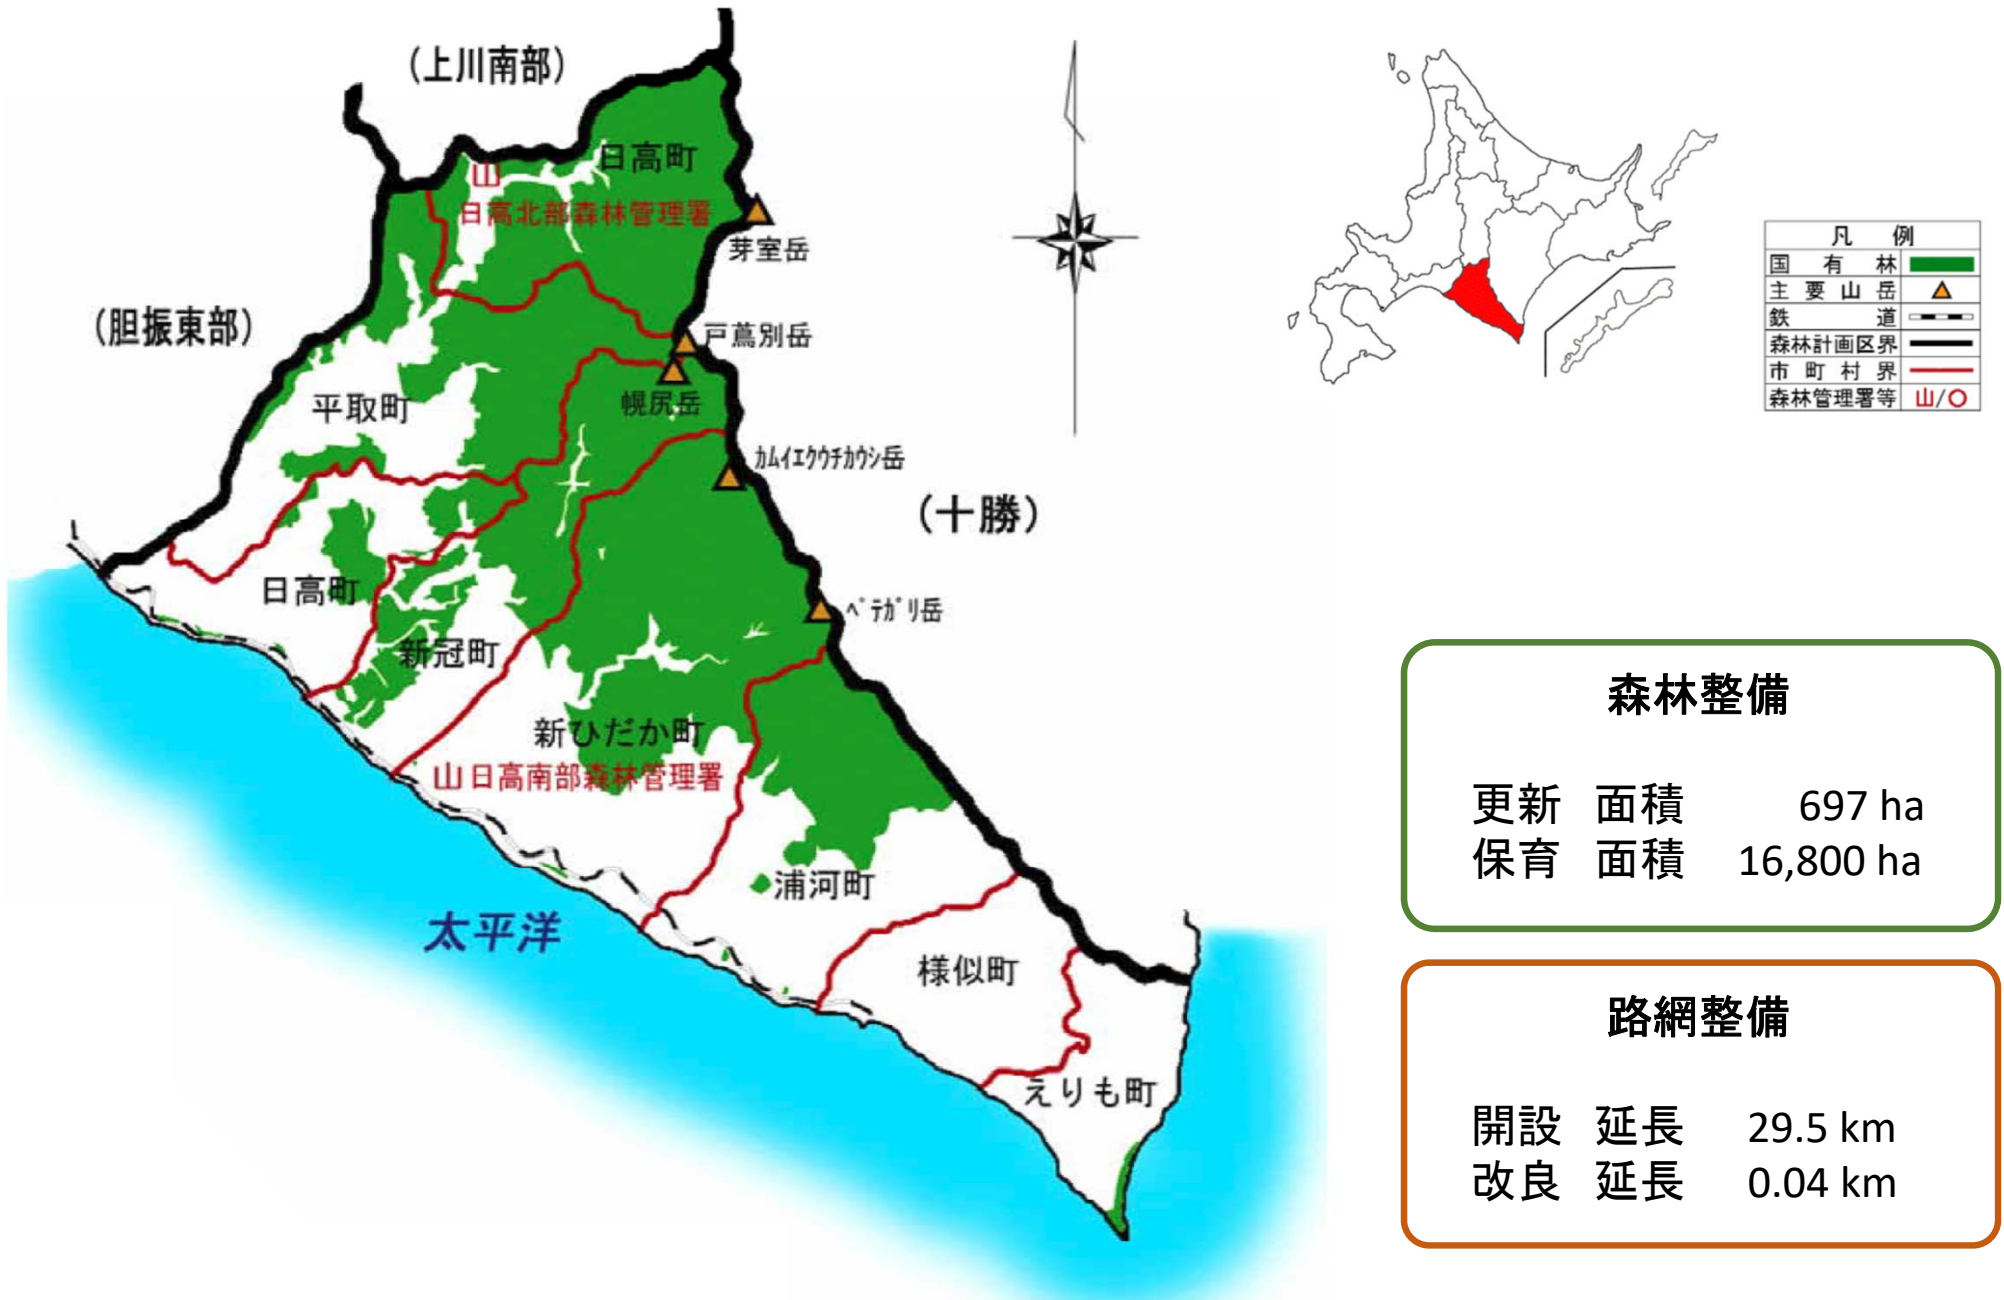 (上川南部)
日高町
山
日高北部森林管理署
芽室岳
(胆振東部)
戸蔦別岳
幌尻岳
平取町
ｶﾑｲｴｸｳﾁｶｳｼ岳
(十勝)
日高町
ﾍﾟﾃｶﾞﾘ岳
新冠町
新ひだか町
山日高南部森林管理署
浦河町
太平洋
様似町
えりも町
凡 例
国有林
主要山岳
鉄道
森林計画区界
市町村界
森林管理署等 山/○
森林整備
更新 面積 697 ha
保育 面積 16,800 ha
路網整備
開設 延長 29.5 km
改良 延長 0.04 km